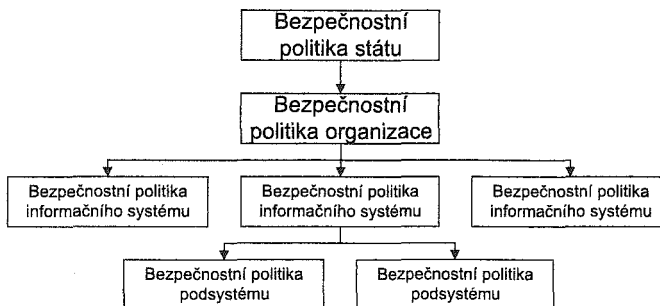 Bezpečnostní
politika státu
Bezpečnostní
politika organizace
Bezpečnostní politika
informačního systému
Bezpečnostní politika
informačního systému
Bezpečnostní politika
informačního systému
Bezpečnostní politika
podsystému
Bezpečnostní politika
podsystému